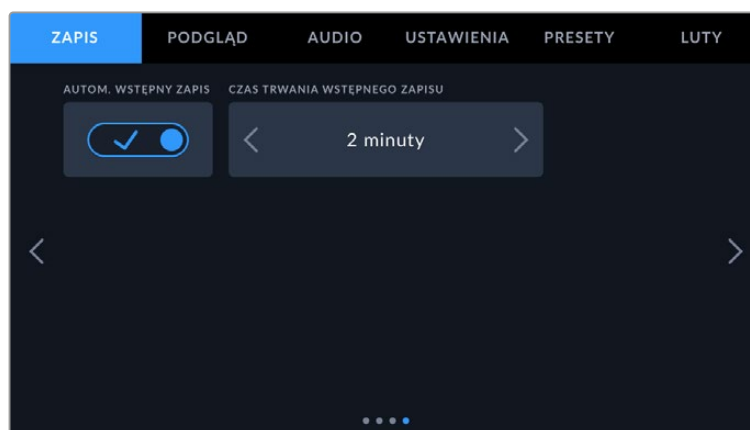 ZAPIS PODGLĄD AUDIO USTAWIENIA PRESETY LUTY
AUTOM. WSTĘPNY ZAPIS CZAS TRWANIA WSTĘPNEGO ZAPISU
2 minuty